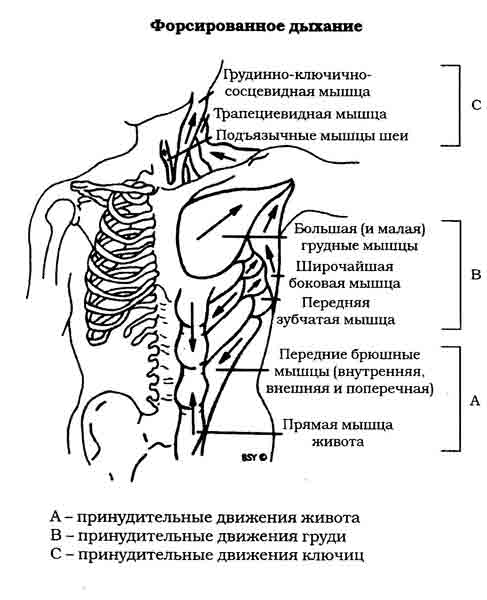 Форсированное дыхание
Грудинно-ключично-
сосцевидная мышца
Трапециевидная мышца
Подъязычные мышцы шеи
C
Большая (и малая)
грудные мышцы
Широчайшая
боковая мышца
Передняя
зубчатая мышца
B
Передние брюшные
мышцы (внутренняя,
внешняя и поперечная)
Прямая мышца
живота
A
BSY ©
A – принудительные движения живота
B – принудительные движения груди
C – принудительные движения ключиц